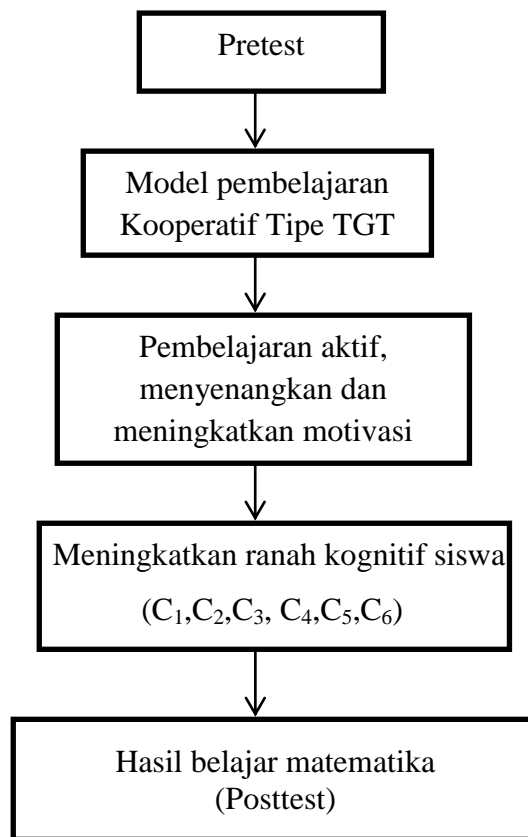 Pretest
Model pembelajaran
Kooperatif Tipe TGT
Pembelajaran aktif,
menyenangkan dan
meningkatkan motivasi
Meningkatkan ranah kognitif siswa
(C₁,C₂,C₃, C₄,C₅,C₆)
Hasil belajar matematika
(Posttest)